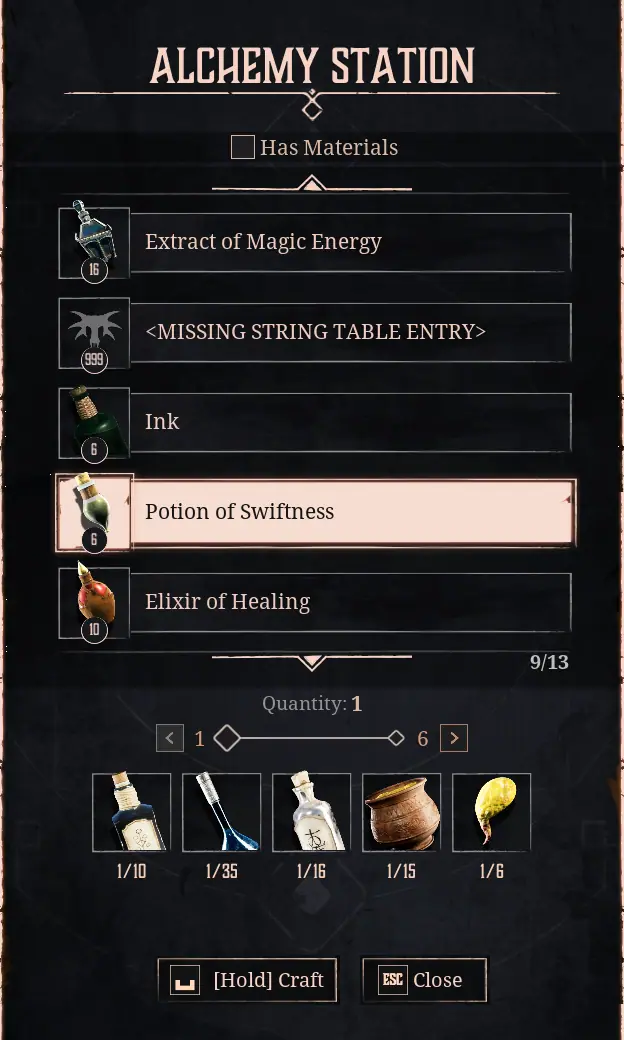 ALCHEMY STATION
Has Materials
Extract of Magic Energy
16
<MISSING STRING TABLE ENTRY>
999
Ink
6
Potion of Swiftness
6
Elixir of Healing
10
9/13
Quantity: 1
1 6
1/10 1/35 1/16 1/15 1/6
[Hold] Craft ESC Close